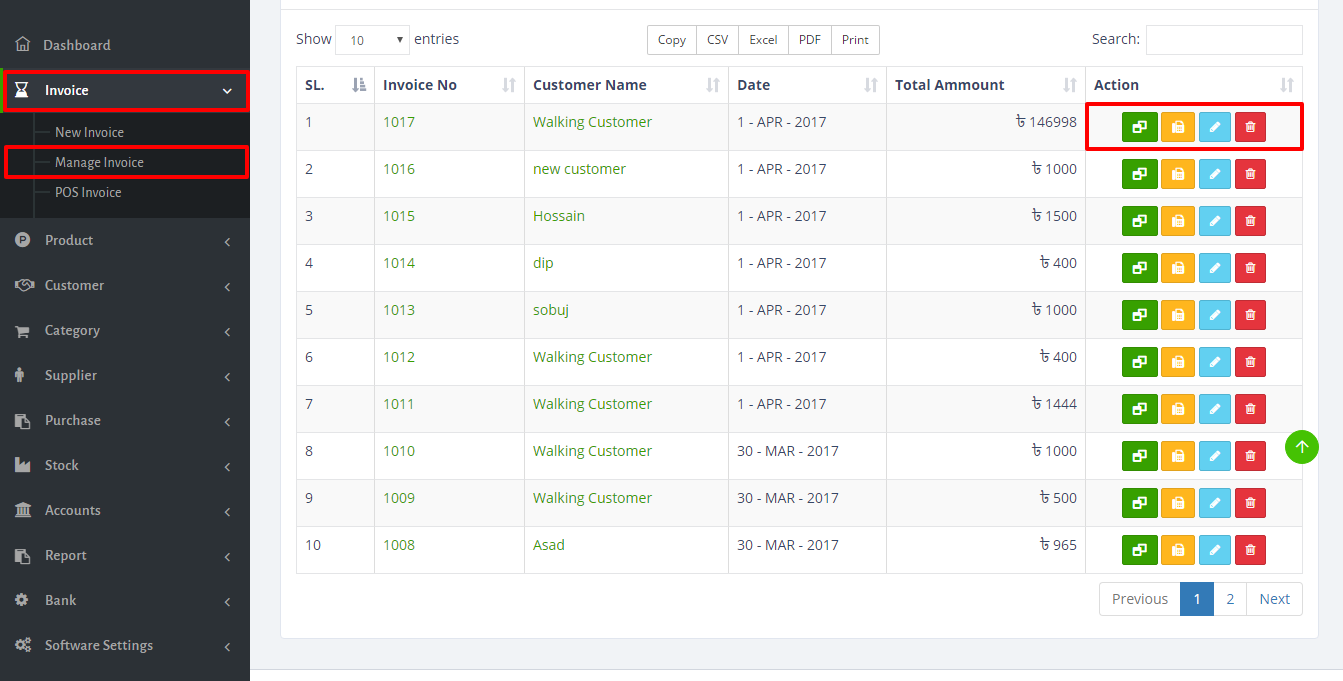 Dashboard
Invoice
New Invoice
Manage Invoice
POS Invoice
Product
Customer
Category
Supplier
Purchase
Stock
Accounts
Report
Bank
Software Settings
Show 10 entries
Copy CSV Excel PDF Print
Search:
SL. Invoice No Customer Name Date Total Ammount Action
1 1017 Walking Customer 1 - APR - 2017 ৳ 146998
2 1016 new customer 1 - APR - 2017 ৳ 1000
3 1015 Hossain 1 - APR - 2017 ৳ 1500
4 1014 dip 1 - APR - 2017 ৳ 400
5 1013 sobuj 1 - APR - 2017 ৳ 1000
6 1012 Walking Customer 1 - APR - 2017 ৳ 400
7 1011 Walking Customer 1 - APR - 2017 ৳ 1444
8 1010 Walking Customer 30 - MAR - 2017 ৳ 1000
9 1009 Walking Customer 30 - MAR - 2017 ৳ 500
10 1008 Asad 30 - MAR - 2017 ৳ 965
Previous 1 2 Next